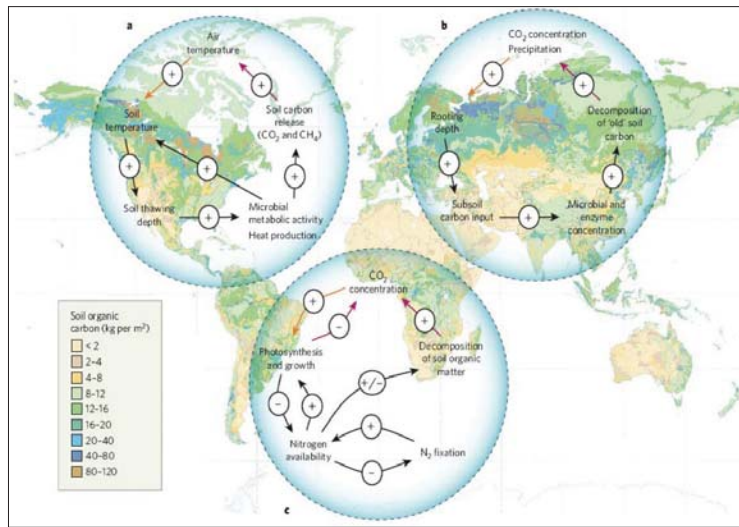 a
Air
temperature
+
+
Soil
temperature
Soil carbon
release
(CO₂ and CH₄)
+
+
+
Soil thawing
depth
+
Microbial
metabolic activity
Heat production
b
CO₂ concentration
Precipitation
+
+
Rooting
depth
Decomposition
of 'old' soil
carbon
+
+
Subsoil
carbon input
+
Microbial and
enzyme
concentration
CO₂
concentration
+
−
+
Photosynthesis
and growth
Decomposition
of soil organic
matter
+/−
−
+
+
Nitrogen
availability
−
N₂ fixation
c
Soil organic
carbon (kg per m²)
< 2
2–4
4–8
8–12
12–16
16–20
20–40
40–80
80–120